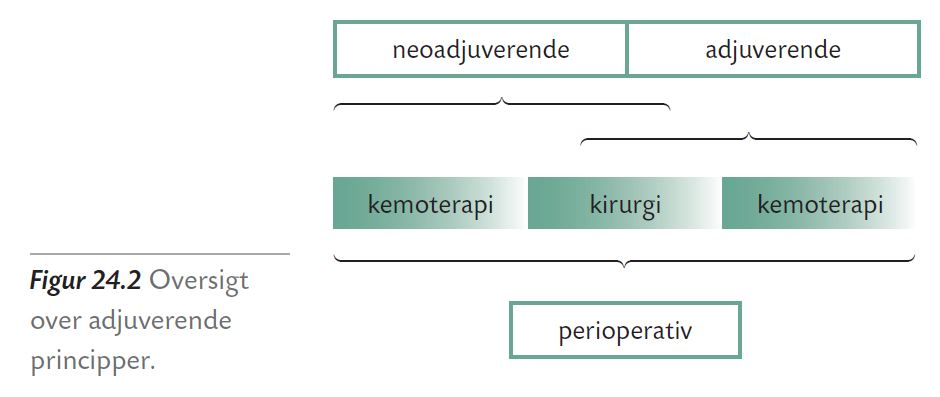 neoadjuverende
adjuverende
kemoterapi
kirurgi
kemoterapi
perioperativ
Figur 24.2 Oversigt
over adjuverende
principper.